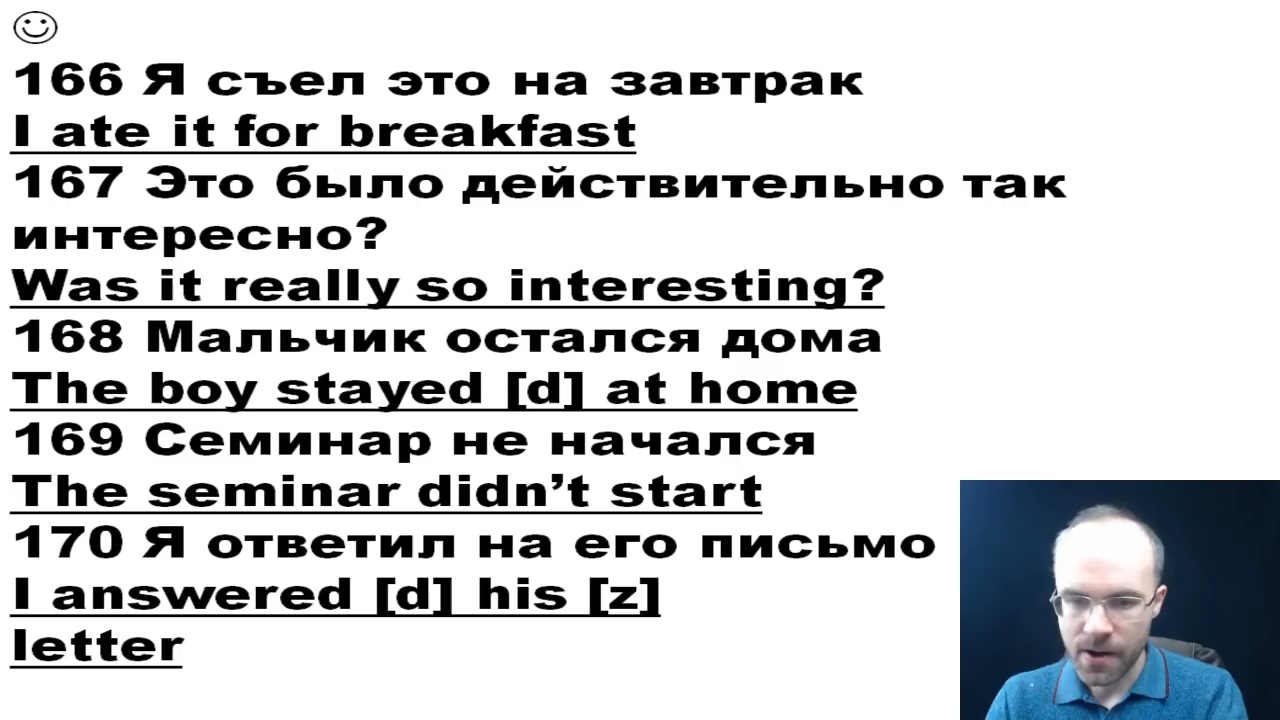 166 Я съел это на завтрак
I ate it for breakfast
167 Это было действительно так
интересно?
Was it really so interesting?
168 Мальчик остался дома
The boy stayed [d] at home
169 Семинар не начался
The seminar didn’t start
170 Я ответил на его письмо
I answered [d] his [z]
letter